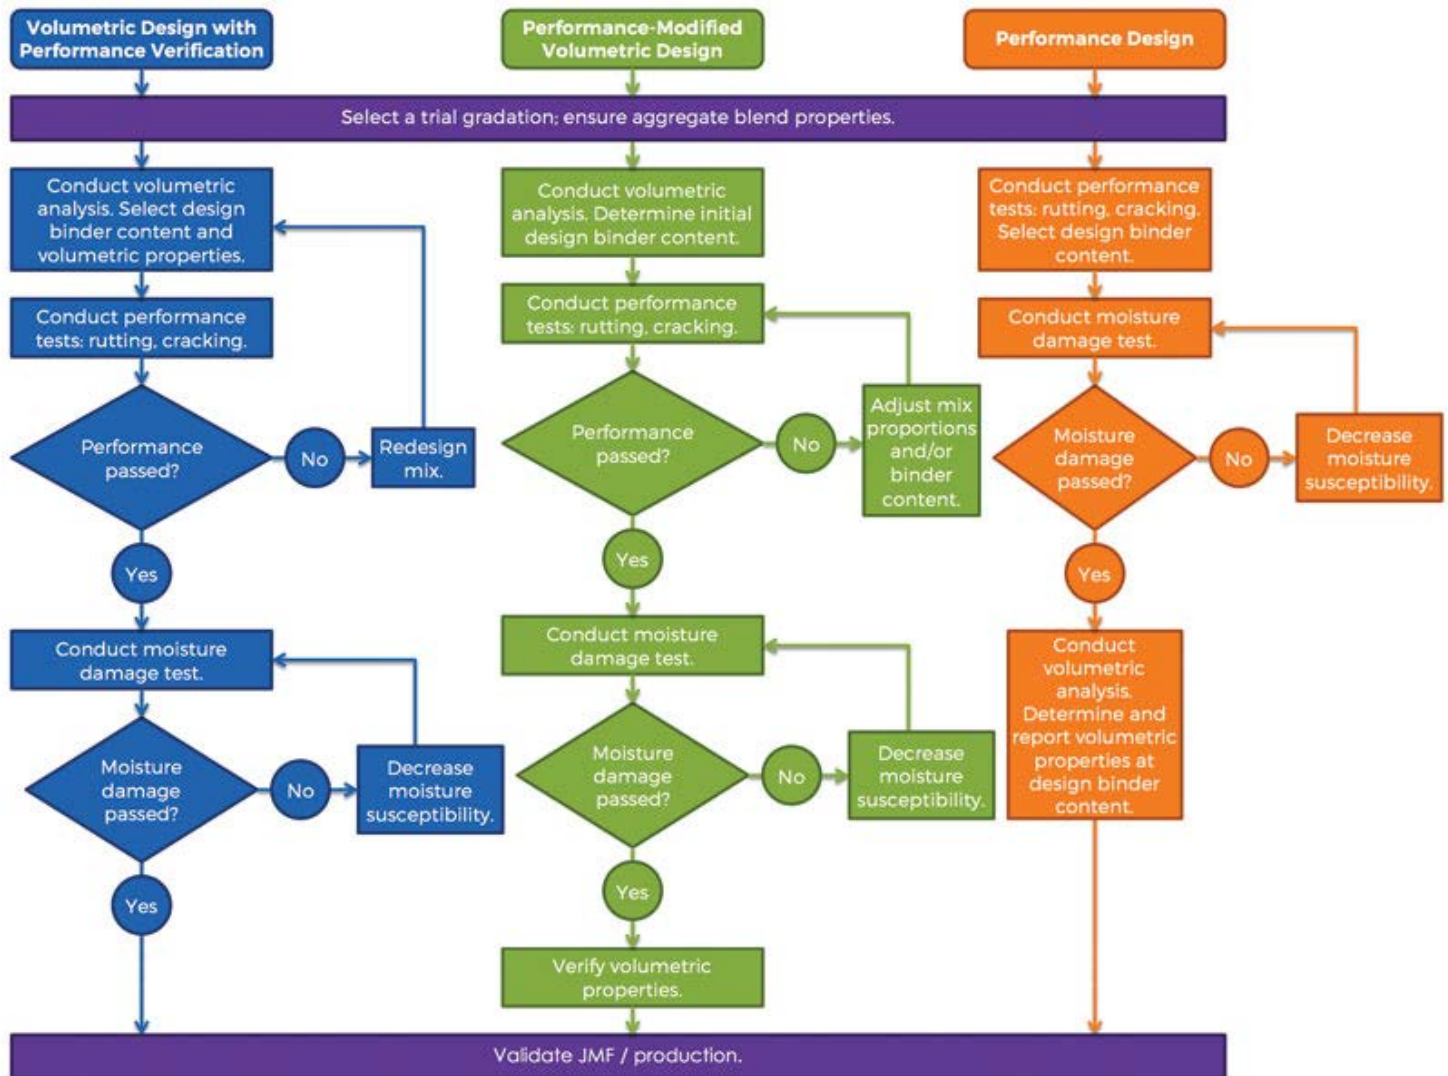 Volumetric Design with
Performance Verification
Performance-Modified
Volumetric Design
Performance Design
Select a trial gradation; ensure aggregate blend properties.
Conduct volumetric
analysis. Select design
binder content and
volumetric properties.
Conduct performance
tests: rutting, cracking.
Performance
passed?
No
Redesign
mix.
Yes
Conduct moisture
damage test.
Moisture
damage
passed?
No
Decrease
moisture
susceptibility.
Yes
Conduct volumetric
analysis. Determine initial
design binder content.
Conduct performance
tests: rutting, cracking.
Performance
passed?
No
Adjust mix
proportions
and/or
binder
content.
Yes
Conduct moisture
damage test.
Moisture
damage
passed?
No
Decrease
moisture
susceptibility.
Yes
Verify volumetric
properties.
Conduct performance
tests: rutting, cracking.
Select design binder
content.
Conduct moisture
damage test.
Moisture
damage
passed?
No
Decrease
moisture
susceptibility.
Yes
Conduct
volumetric
analysis.
Determine and
report volumetric
properties at
design binder
content.
Validate JMF / production.